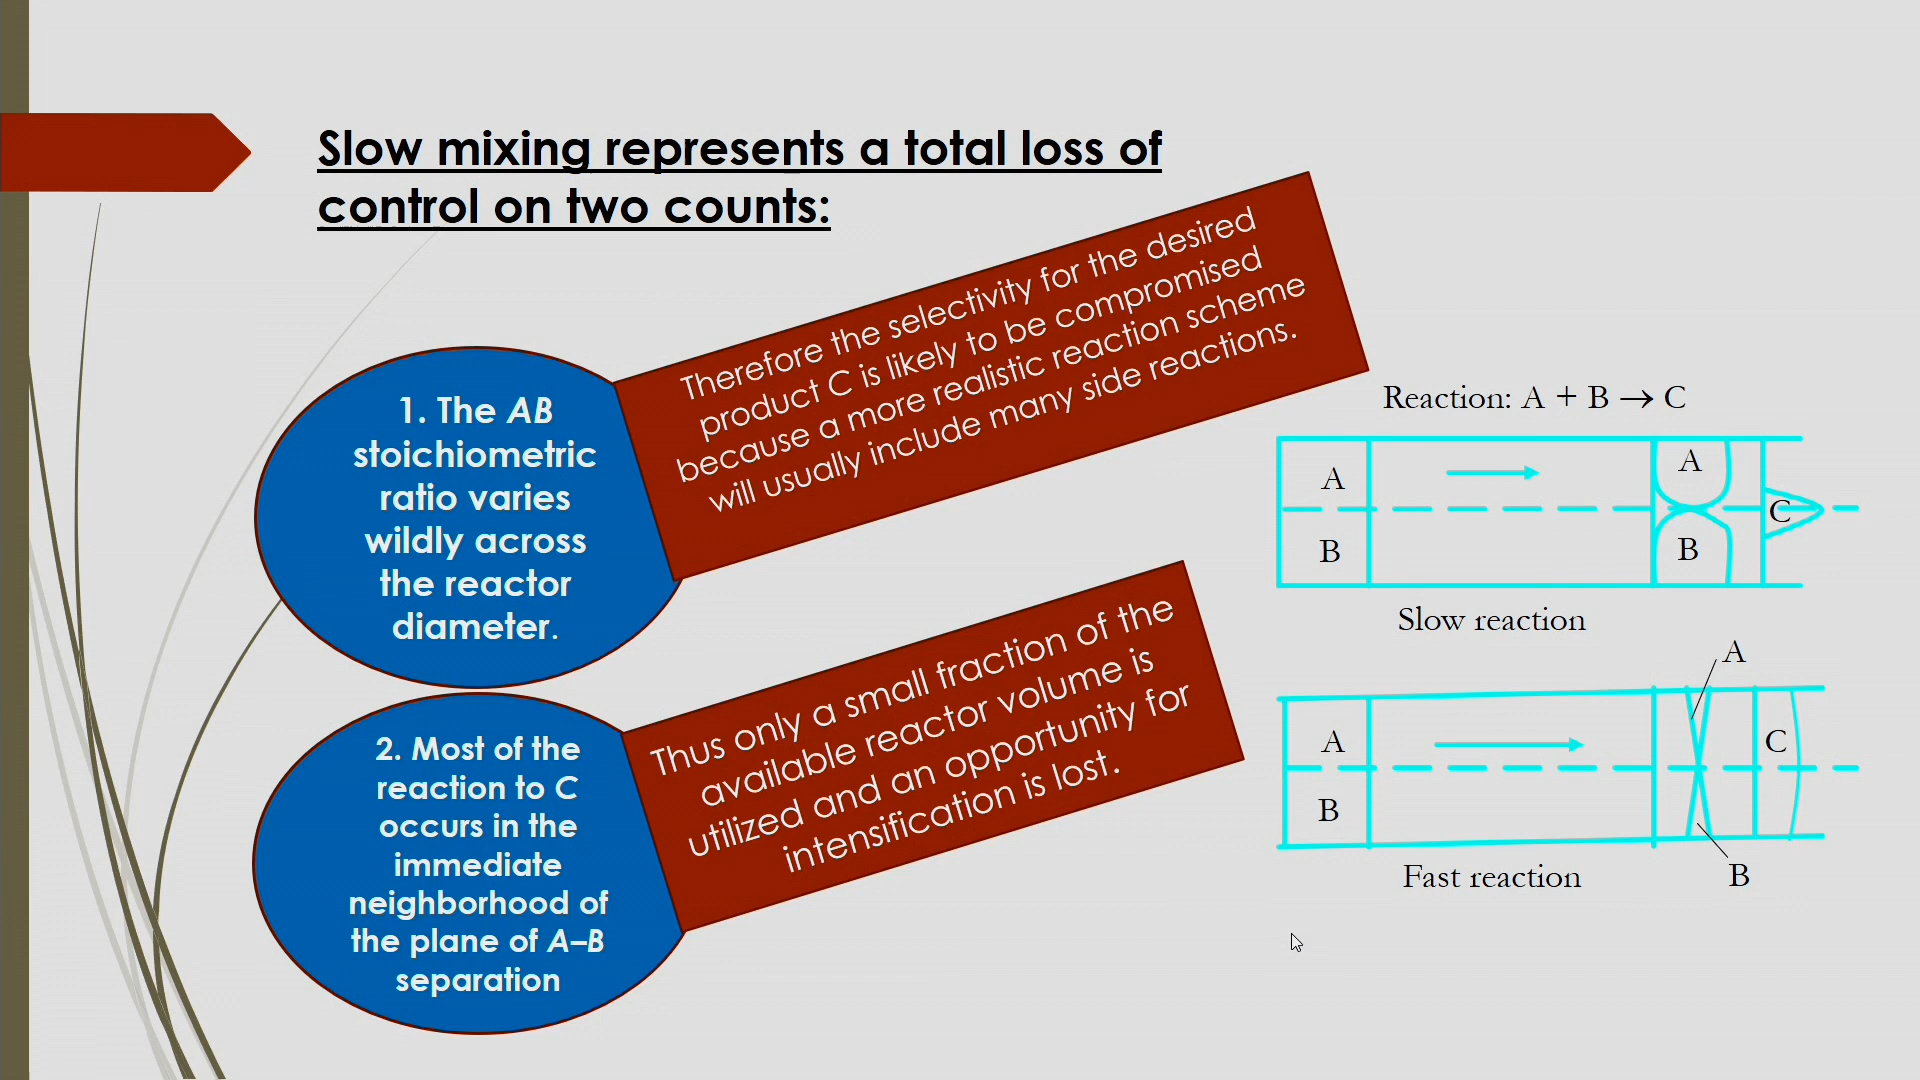 Slow mixing represents a total loss of
control on two counts:
1. The AB
stoichiometric
ratio varies
wildly across
the reactor
diameter.
Therefore the selectivity for the desired
product C is likely to be compromised
because a more realistic reaction scheme
will usually include many side reactions.
2. Most of the
reaction to C
occurs in the
immediate
neighborhood of
the plane of A–B
separation
Thus only a small fraction of the
available reactor volume is
utilized and an opportunity for
intensification is lost.
Reaction: A + B → C
A
B
A
B
C
Slow reaction
A
A
B
C
B
Fast reaction